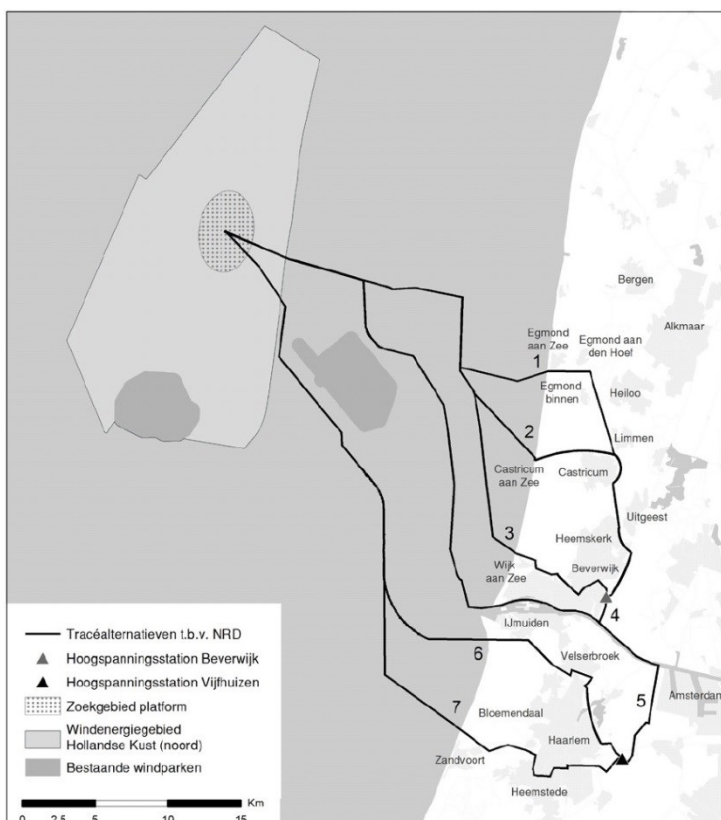 Bergen
Alkmaar
Egmond
aan Zee
Egmond aan
den Hoef
1
Egmond
binnen
Heiloo
2
Limmen
Castricum
aan Zee
Castricum
Uitgeest
3
Heemskerk
Wijk
aan Zee
Beverwijk
4
IJmuiden
6
Velserbroek
5
Amsterdam
7
Bloemendaal
Haarlem
Zandvoort
Heemstede
Tracéalternatieven t.b.v. NRD
Hoogspanningsstation Beverwijk
Hoogspanningsstation Vijfhuizen
Zoekgebied platform
Windenergiegebied
Hollandse Kust (noord)
Bestaande windparken
Km
0 2,5 5 10 15